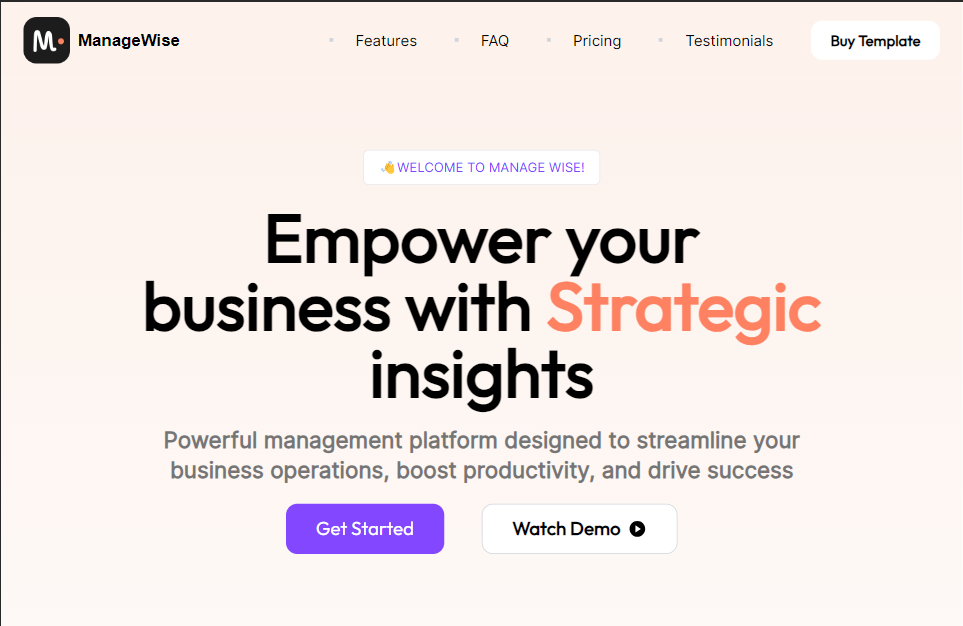 M. ManageWise
Features
FAQ
Pricing
Testimonials
Buy Template
👋WELCOME TO MANAGE WISE!
Empower your
business with Strategic
insights
Powerful management platform designed to streamline your
business operations, boost productivity, and drive success
Get Started
Watch Demo